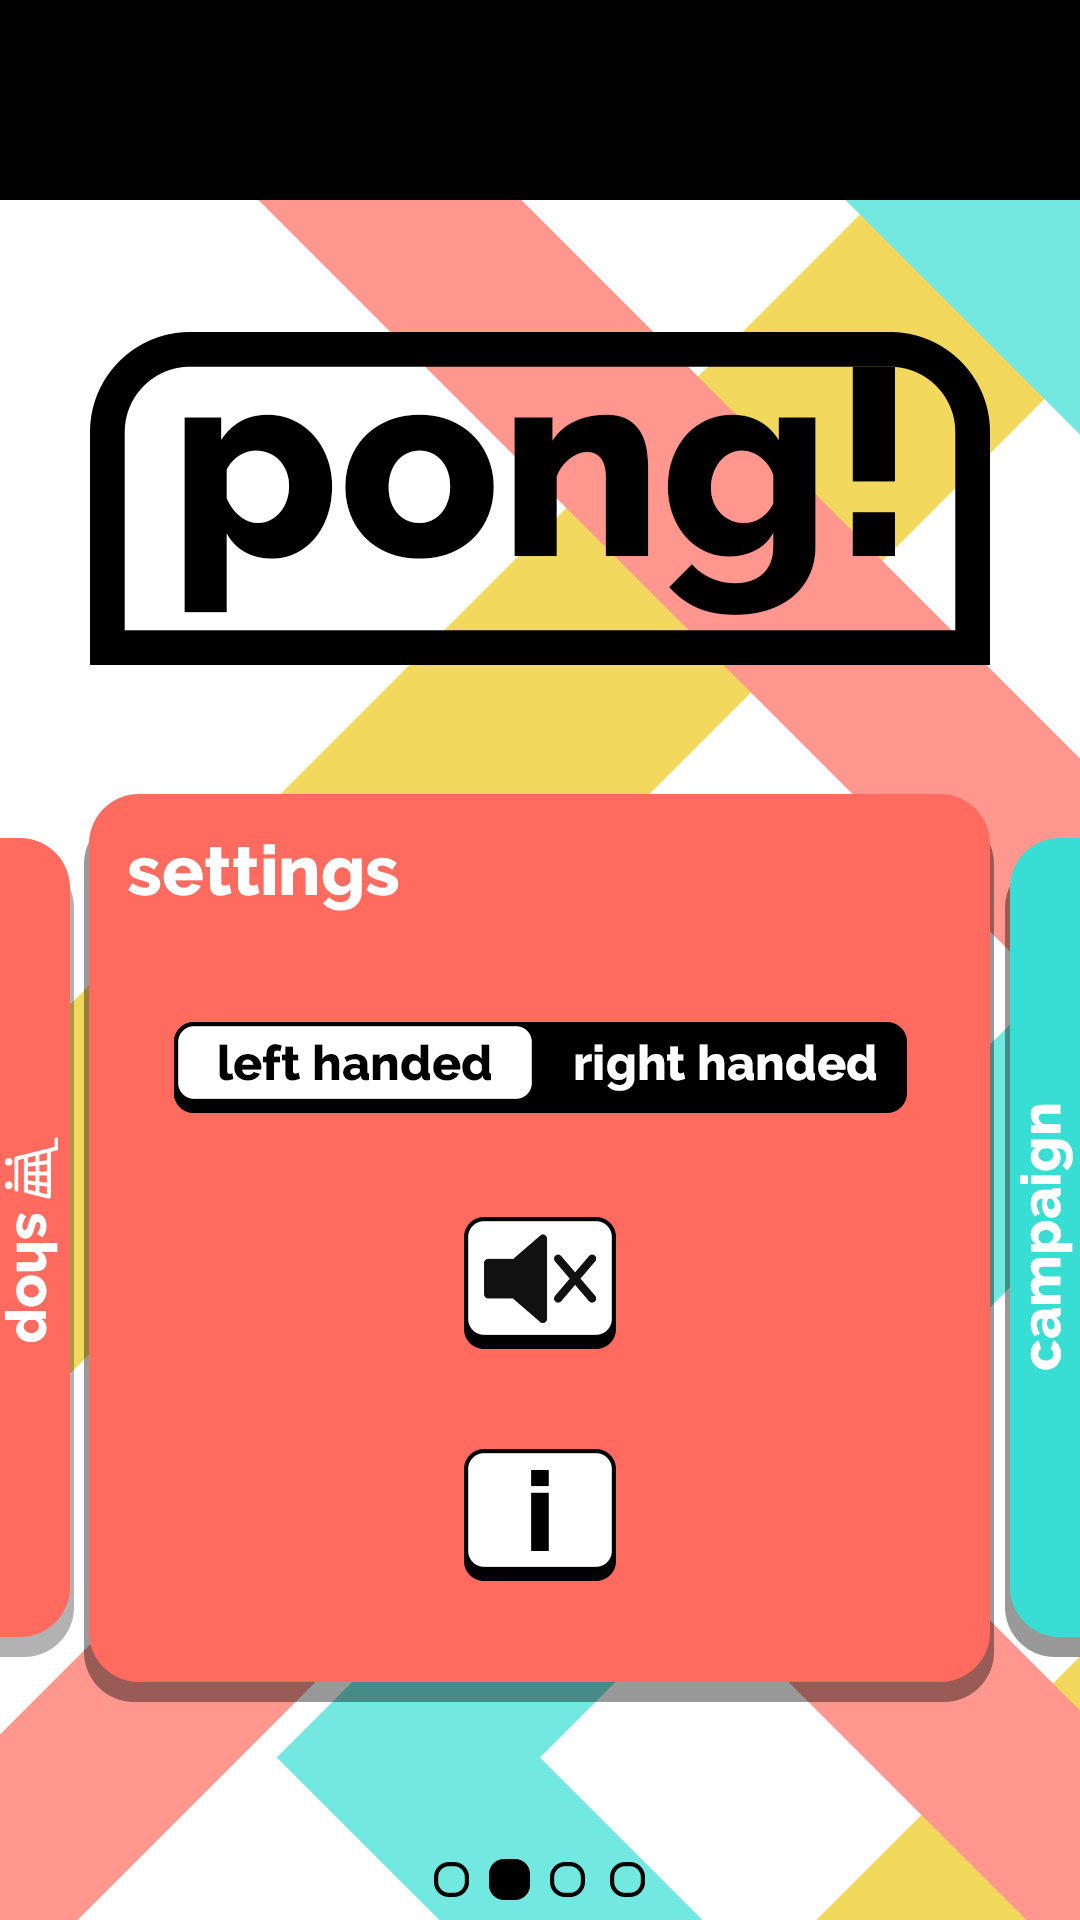 pong!
settings
left handed right handed
i
shop
campaign